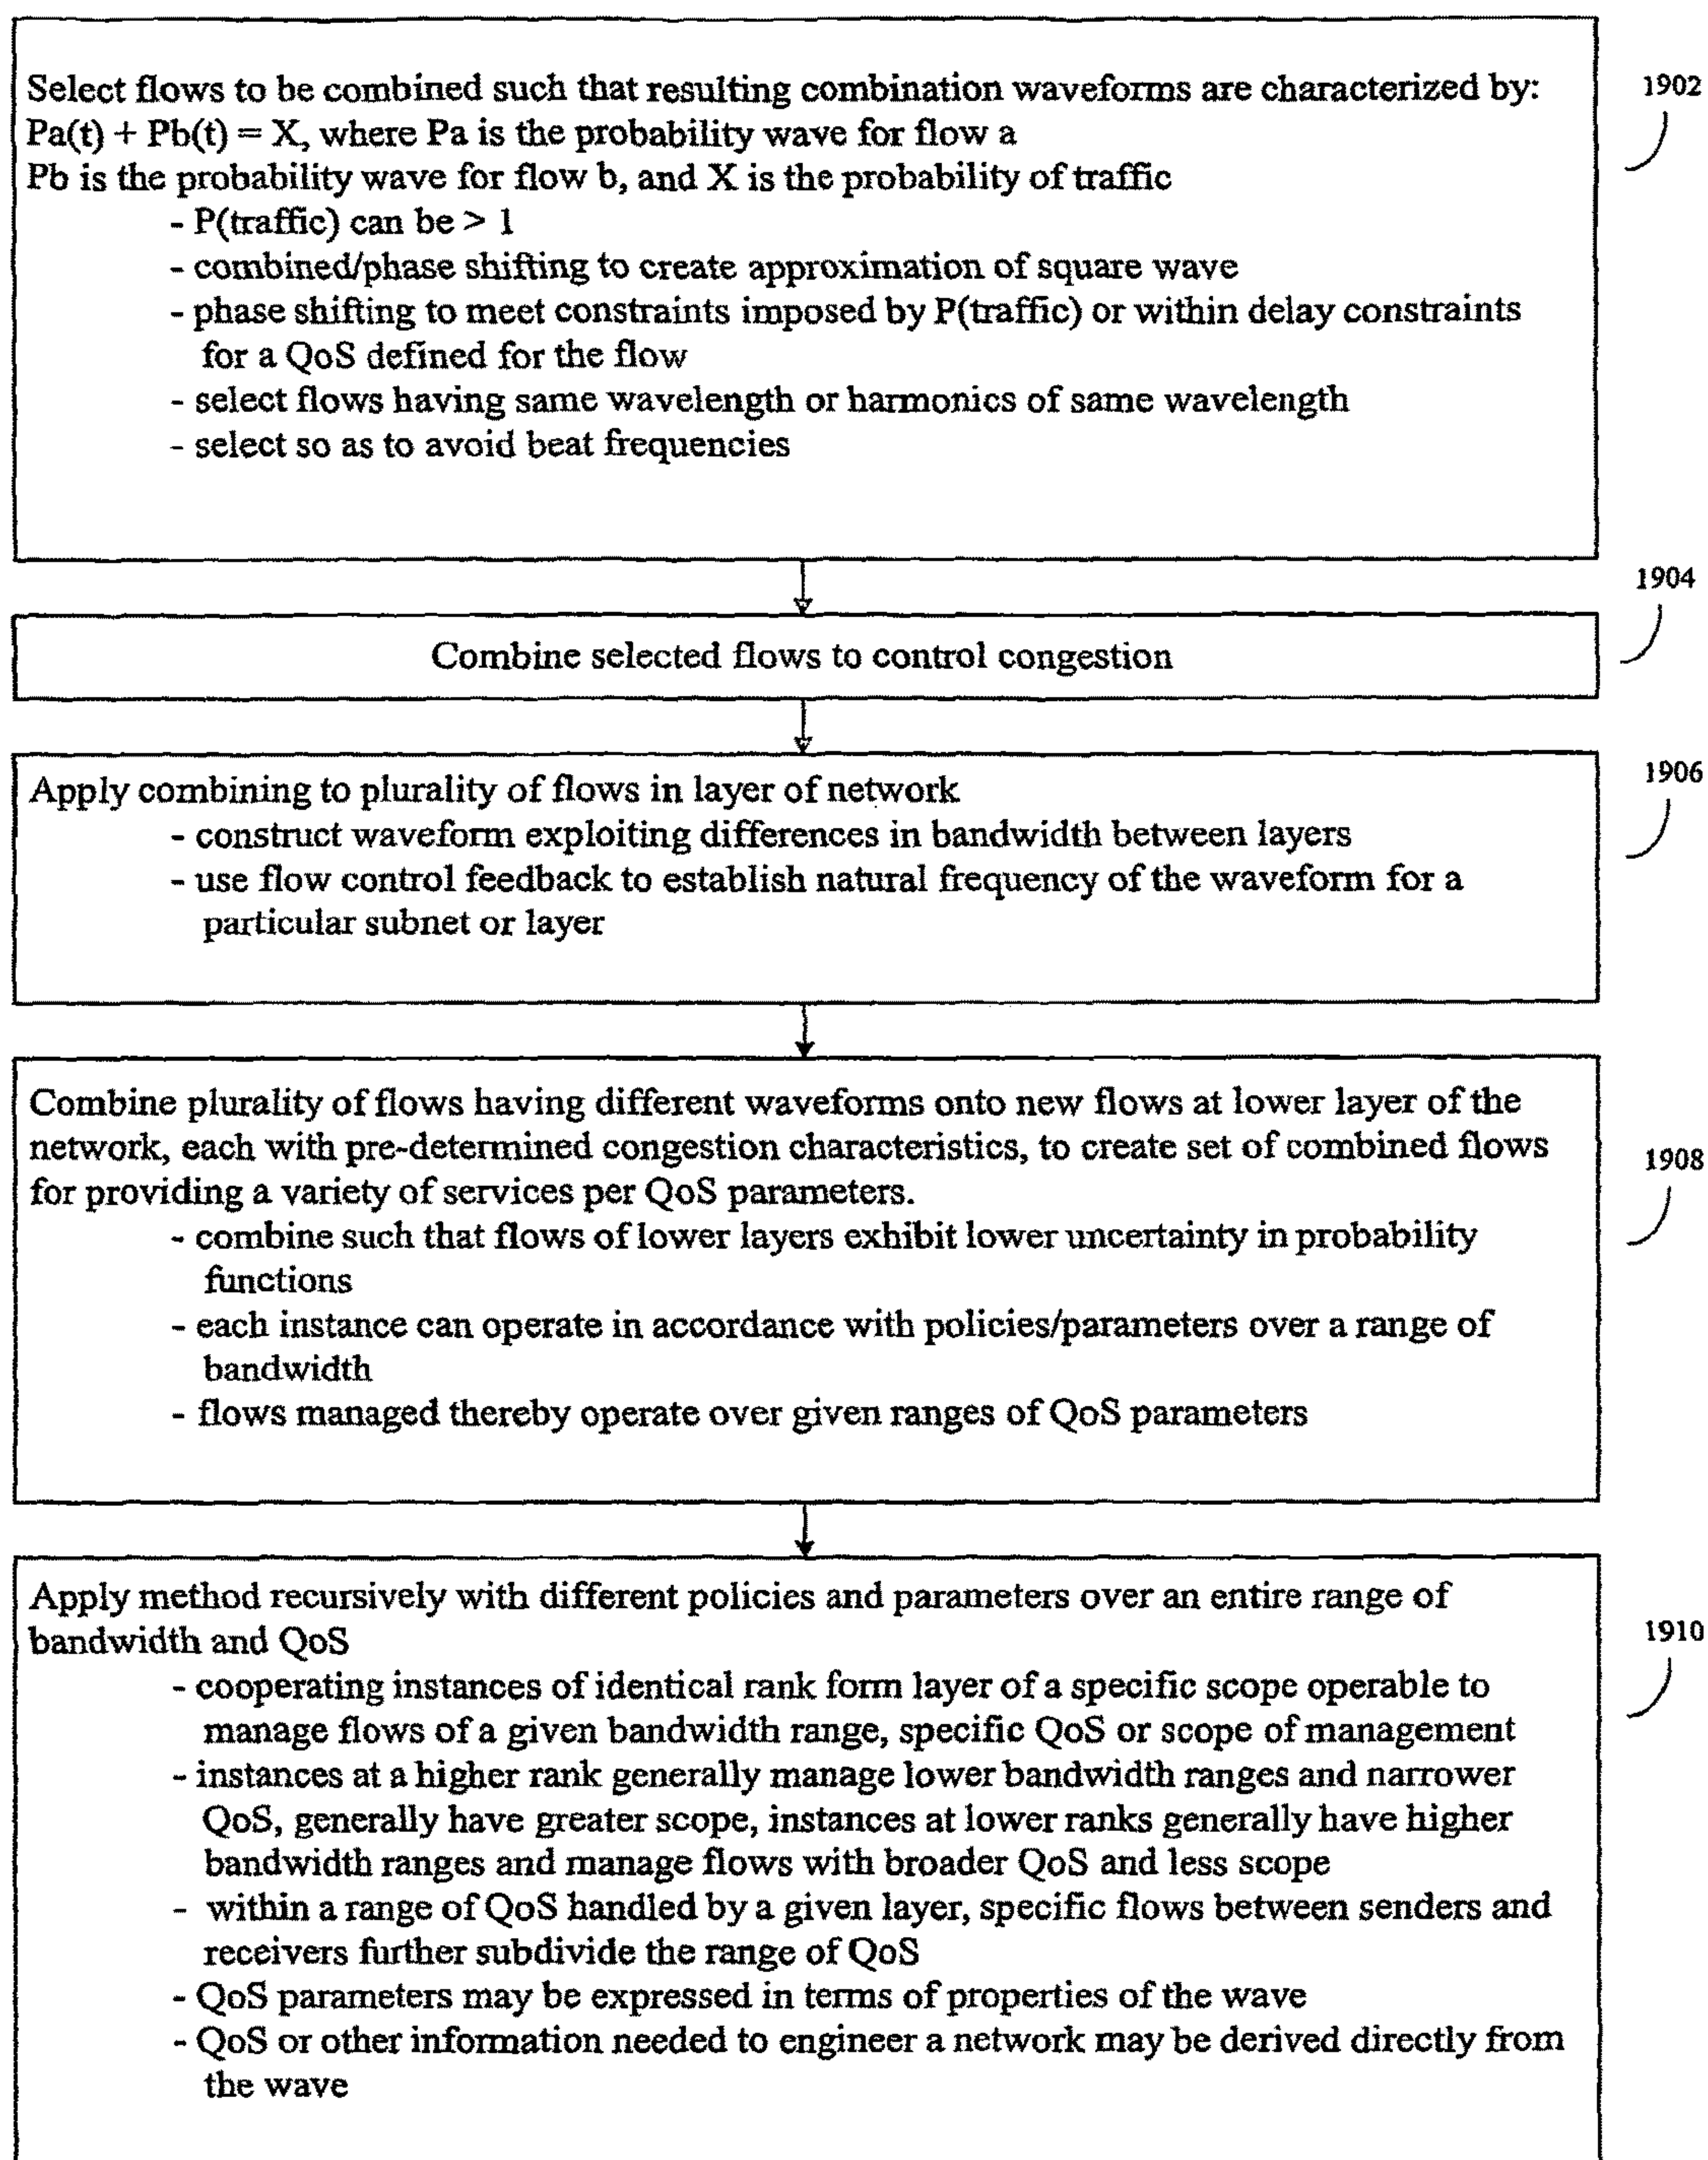 Select flows to be combined such that resulting combination waveforms are characterized by:
1902
Pa(t) + Pb(t) = X, where Pa is the probability wave for flow a
Pb is the probability wave for flow b, and X is the probability of traffic
- P(traffic) can be > 1
- combined/phase shifting to create approximation of square wave
- phase shifting to meet constraints imposed by P(traffic) or within delay constraints
for a QoS defined for the flow
- select flows having same wavelength or harmonics of same wavelength
- select so as to avoid beat frequencies
1904
Combine selected flows to control congestion
1906
Apply combining to plurality of flows in layer of network
- construct waveform exploiting differences in bandwidth between layers
- use flow control feedback to establish natural frequency of the waveform for a
particular subnet or layer
Combine plurality of flows having different waveforms onto new flows at lower layer of the
network, each with pre-determined congestion characteristics, to create set of combined flows
1908
for providing a variety of services per QoS parameters.
- combine such that flows of lower layers exhibit lower uncertainty in probability
functions
- each instance can operate in accordance with policies/parameters over a range of
bandwidth
- flows managed thereby operate over given ranges of QoS parameters
Apply method recursively with different policies and parameters over an entire range of
1910
bandwidth and QoS
- cooperating instances of identical rank form layer of a specific scope operable to
manage flows of a given bandwidth range, specific QoS or scope of management
- instances at a higher rank generally manage lower bandwidth ranges and narrower
QoS, generally have greater scope, instances at lower ranks generally have higher
bandwidth ranges and manage flows with broader QoS and less scope
- within a range of QoS handled by a given layer, specific flows between senders and
receivers further subdivide the range of QoS
- QoS parameters may be expressed in terms of properties of the wave
- QoS or other information needed to engineer a network may be derived directly from
the wave